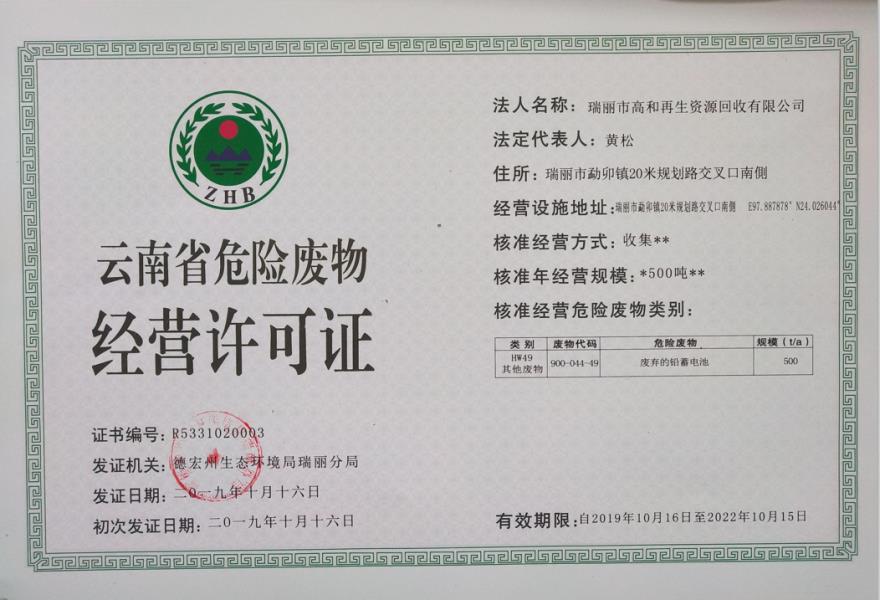 ZHB
云南省危险废物
经营许可证
证书编号：R5331020003
发证机关：德宏州生态环境局瑞丽分局
发证日期：二〇一九年十月十六日
初次发证日期：二〇一九年十月十六日
法人名称：瑞丽市高和再生资源回收有限公司
法定代表人：黄松
住所：瑞丽市勐卯镇20米规划路交叉口南侧
经营设施地址：瑞丽市勐卯镇20米规划路交叉口南侧 E97.887878° N24.026044°
核准经营方式：收集**
核准年经营规模：*500吨**
核准经营危险废物类别：
类别 废物代码 危险废物 规模（t/a）
HW49
其他废物 900-044-49 废弃的铅蓄电池 500
有效期限：自2019年10月16日至2022年10月15日